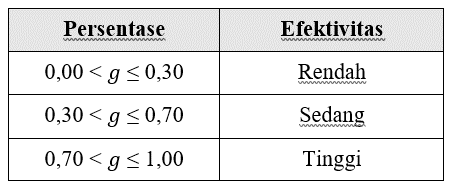 Persentase Efektivitas
0,00 < g ≤ 0,30 Rendah
0,30 < g ≤ 0,70 Sedang
0,70 < g ≤ 1,00 Tinggi